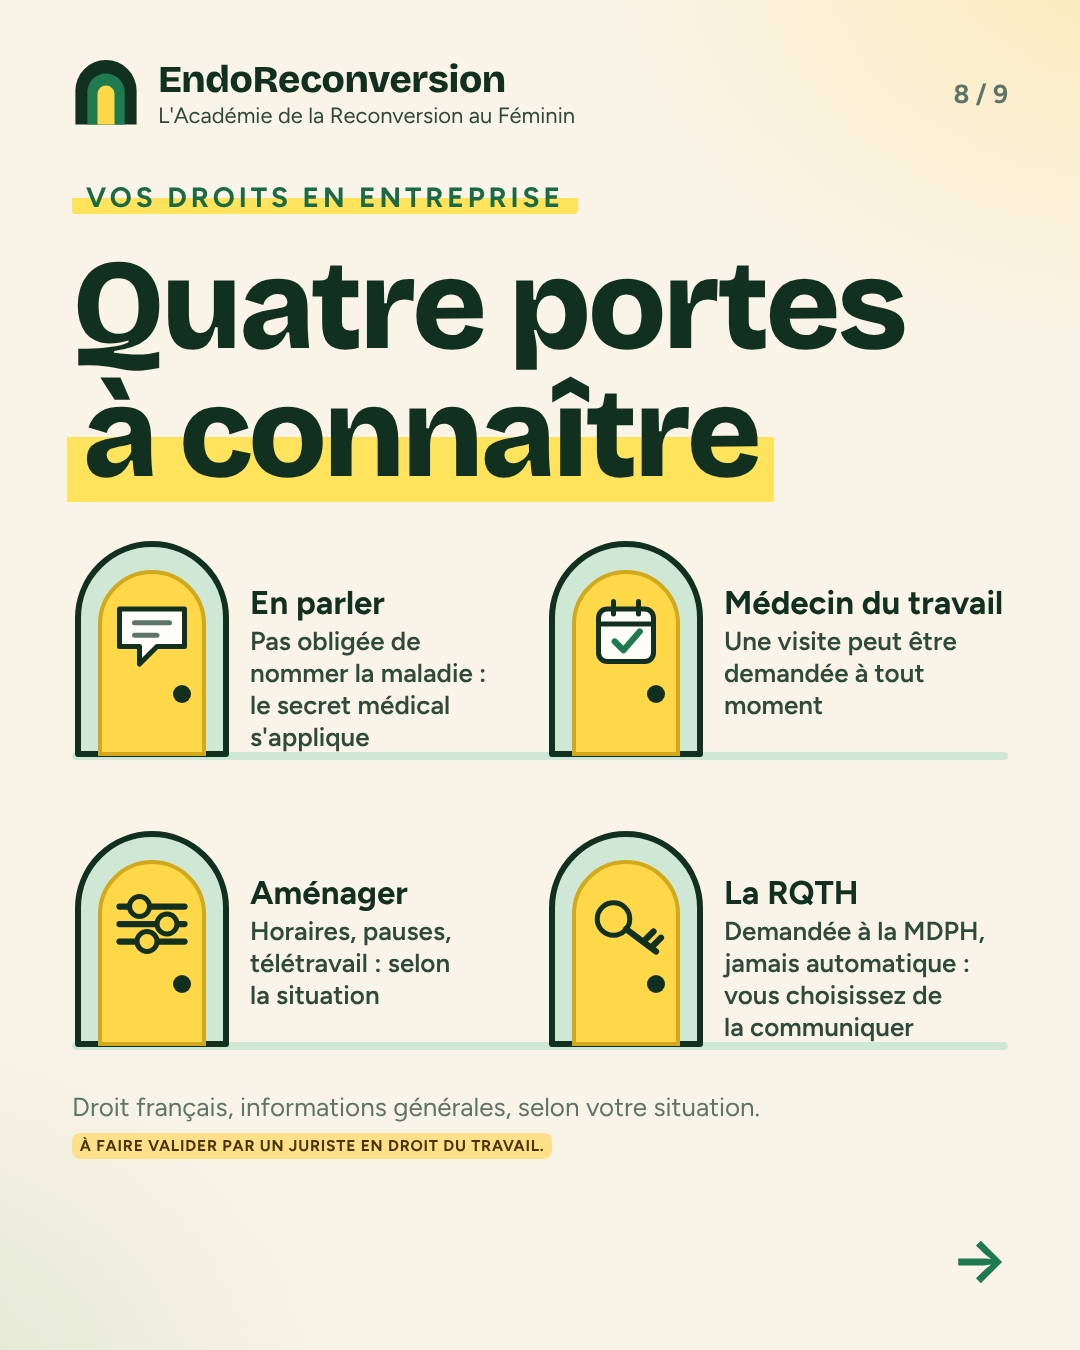 EndoReconversion
L'Académie de la Reconversion au Féminin
8 / 9
VOS DROITS EN ENTREPRISE
Quatre portes
à connaître
En parler
Pas obligée de
nommer la maladie :
le secret médical
s'applique
Médecin du travail
Une visite peut être
demandée à tout
moment
Aménager
Horaires, pauses,
télétravail : selon
la situation
La RQTH
Demandée à la MDPH,
jamais automatique :
vous choisissez de
la communiquer
Droit français, informations générales, selon votre situation.
À FAIRE VALIDER PAR UN JURISTE EN DROIT DU TRAVAIL.